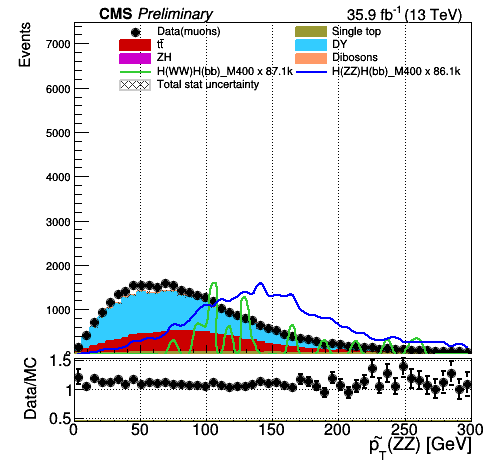 CMS Preliminary
35.9 fb⁻¹ (13 TeV)
Events
Data(muons)
Single top
tt̄
DY
ZH
Dibosons
H(WW)H(bb)_M400 x 87.1k
H(ZZ)H(bb)_M400 x 86.1k
Total stat uncertainty
7000
6000
5000
4000
3000
2000
1000
Data/MC
1.5
1.0
0.5
0 50 100 150 200 250 300
p̃_T(ZZ) [GeV]